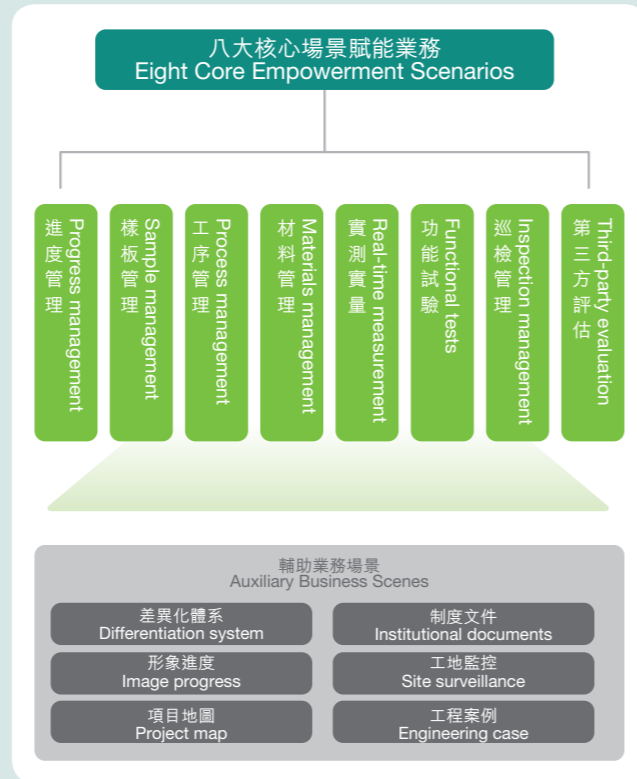 八大核心場景賦能業務
Eight Core Empowerment Scenarios
進度管理
Progress management
樣板管理
Sample management
工序管理
Process management
材料管理
Materials management
實測實量
Real-time measurement
功能試驗
Functional tests
巡檢管理
Inspection management
第三方評估
Third-party evaluation
輔助業務場景
Auxiliary Business Scenes
差異化體系
Differentiation system
制度文件
Institutional documents
形象進度
Image progress
工地監控
Site surveillance
項目地圖
Project map
工程案例
Engineering case